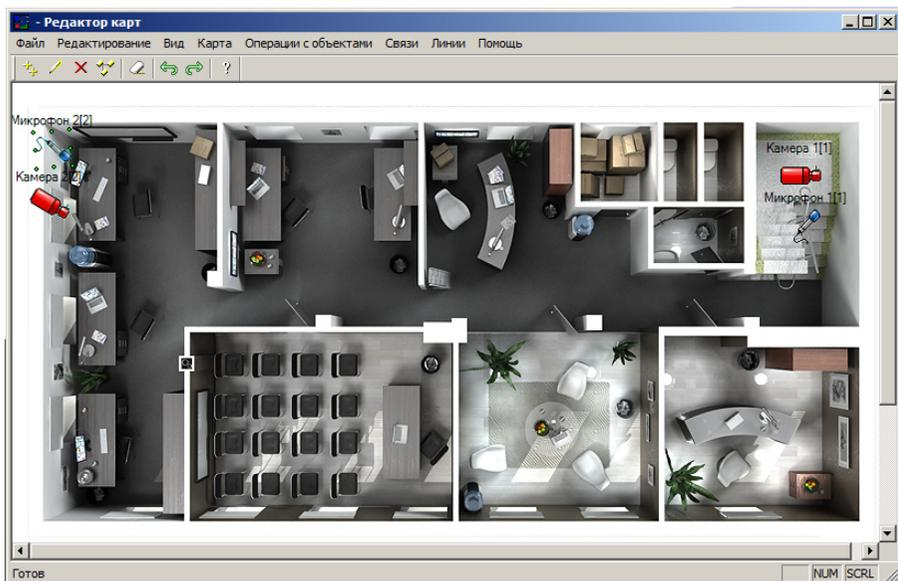 - Редактор карт
Файл Редактирование Вид Карта Операции с объектами Связи Линии Помощь
?
Микрофон 2[2]
Камера 2[2]
Камера 1[1]
Микрофон 1[1]
Готов
NUM SCRL